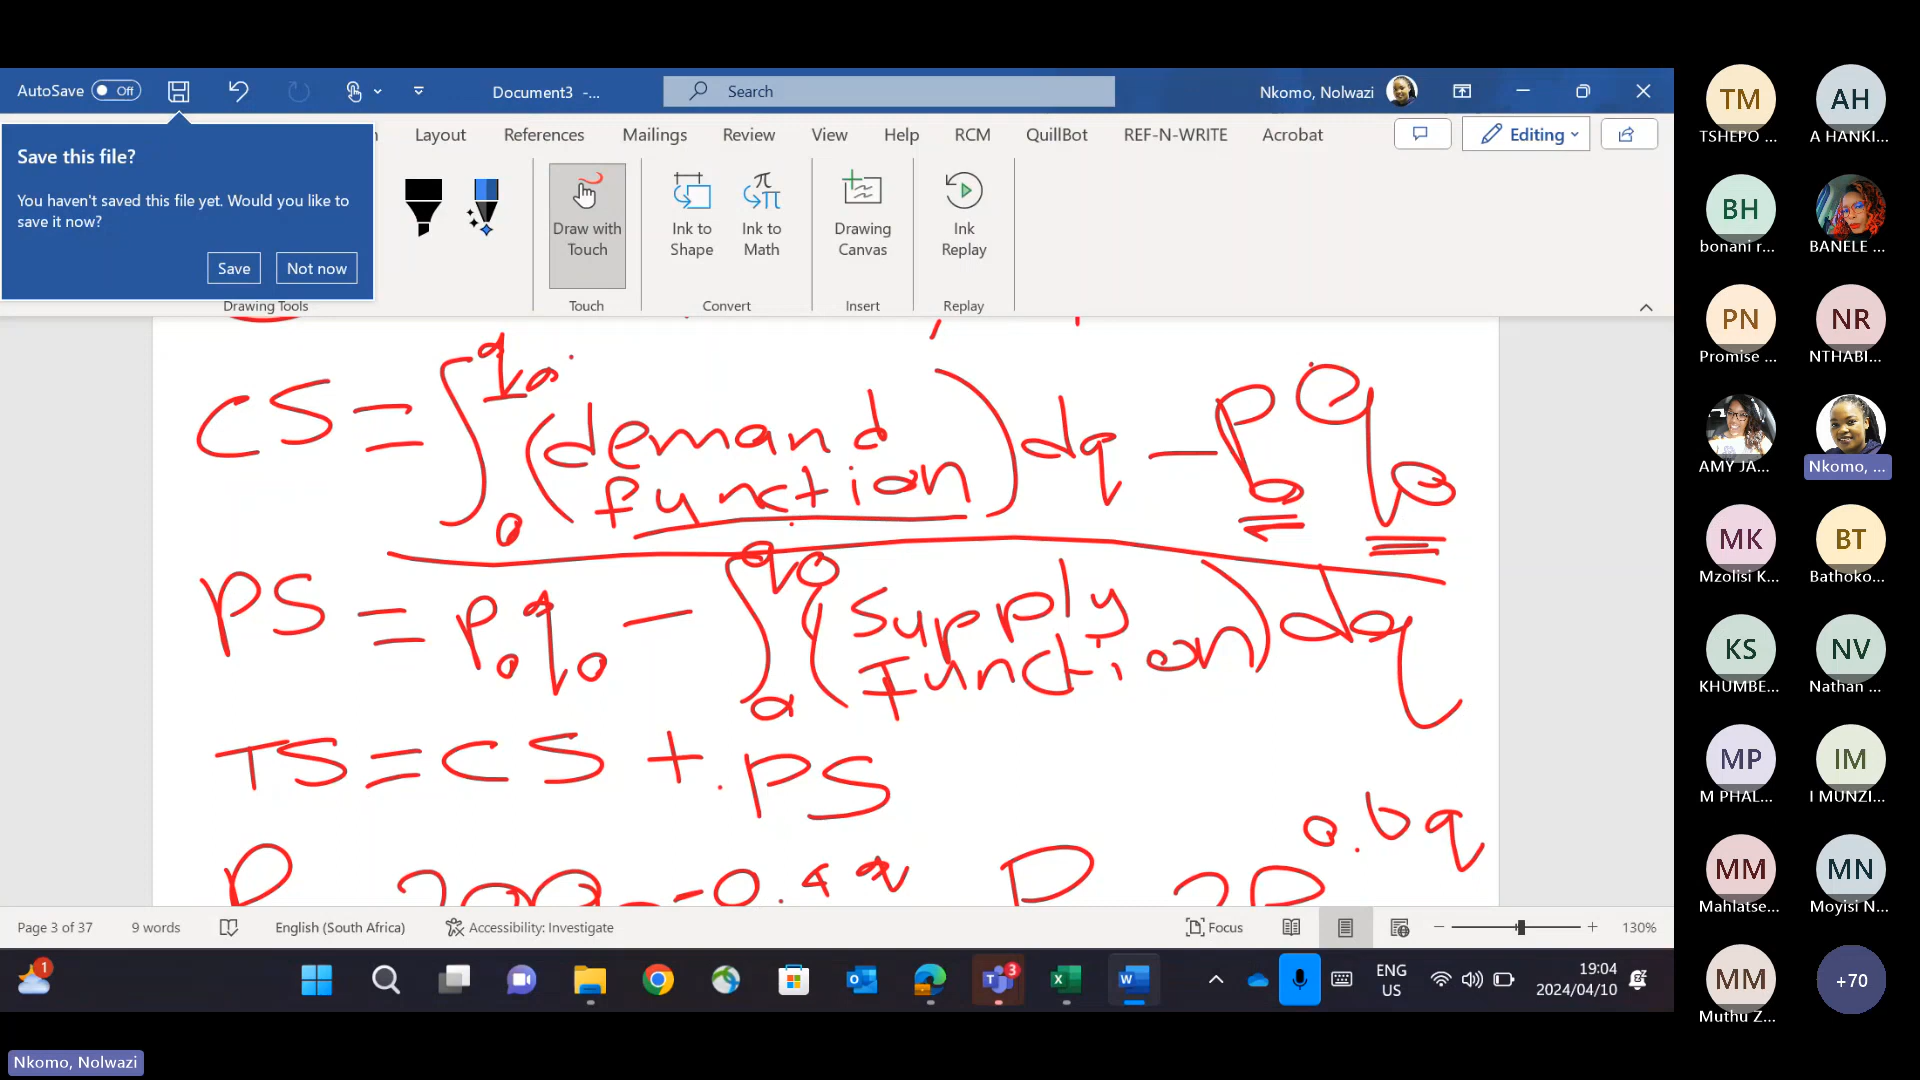 AutoSave Off Document3 -... Search Nkomo, Nolwazi
Layout References Mailings Review View Help RCM QuillBot REF-N-WRITE Acrobat Editing
Save this file?
You haven't saved this file yet. Would you like to
save it now?
Save Not now
Draw with
Touch
Ink to
Shape
Ink to
Math
Drawing
Canvas
Ink
Replay
Drawing Tools Touch Convert Insert Replay
CS = ∫₀^q₀ (demand function) dq - p₀q₀
PS = p₀q₀ - ∫₀^q₀ (supply function) dq
TS = CS + PS
Page 3 of 37 9 words English (South Africa) Accessibility: Investigate Focus 130%
1 3 ENG
US
19:04
2024/04/10
TM AH
TSHEPO ... A HANKI...
BH
bonani r... BANELE ...
PN NR
Promise ... NTHABI...
AMY JA... Nkomo, ...
MK BT
Mzolisi K... Bathoko...
KS NV
KHUMBE... Nathan ...
MP IM
M PHAL... I MUNZI...
MM MN
Mahlatse... Moyisi N...
MM +70
Muthu Z...
Nkomo, Nolwazi